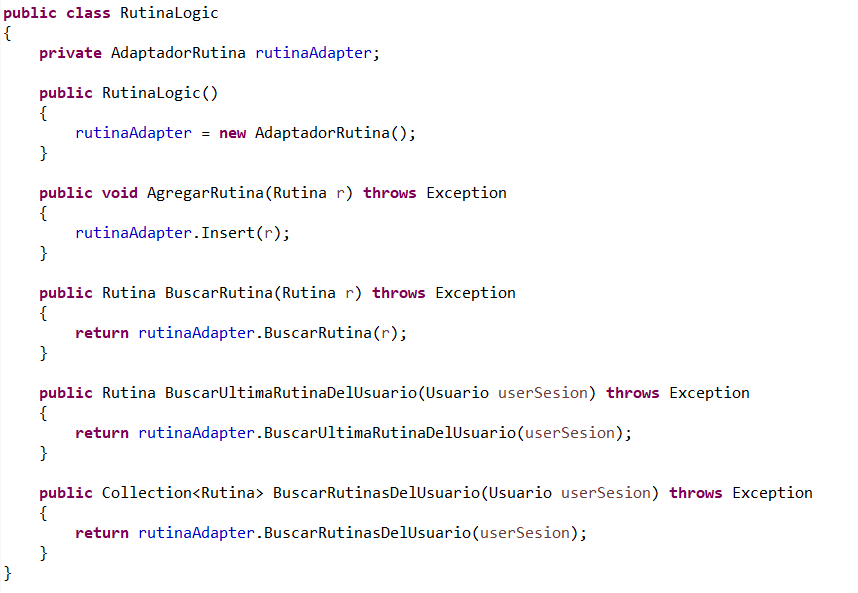 public class RutinaLogic
{
    private AdaptadorRutina rutinaAdapter;

    public RutinaLogic()
    {
        rutinaAdapter = new AdaptadorRutina();
    }

    public void AgregarRutina(Rutina r) throws Exception
    {
        rutinaAdapter.Insert(r);
    }

    public Rutina BuscarRutina(Rutina r) throws Exception
    {
        return rutinaAdapter.BuscarRutina(r);
    }

    public Rutina BuscarUltimaRutinaDelUsuario(Usuario userSesion) throws Exception
    {
        return rutinaAdapter.BuscarUltimaRutinaDelUsuario(userSesion);
    }

    public Collection<Rutina> BuscarRutinasDelUsuario(Usuario userSesion) throws Exception
    {
        return rutinaAdapter.BuscarRutinasDelUsuario(userSesion);
    }
}